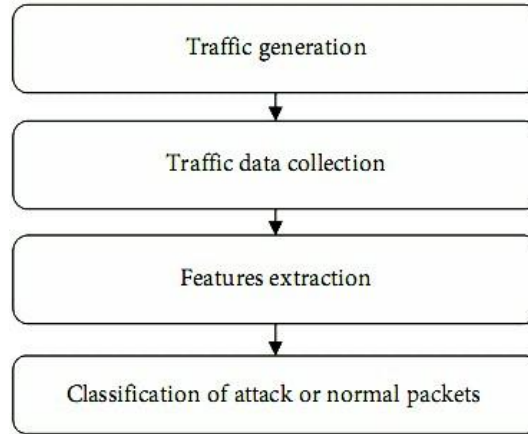 Traffic generation
Traffic data collection
Features extraction
Classification of attack or normal packets